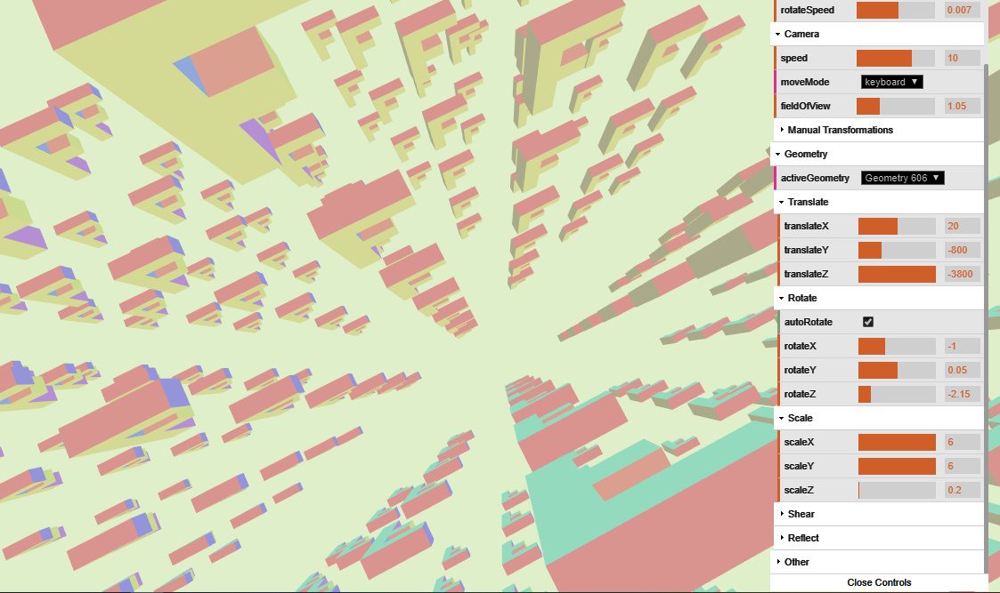 rotateSpeed 0.007
Camera
speed 10
moveMode keyboard
fieldOfView 1.05
Manual Transformations
Geometry
activeGeometry Geometry 606
Translate
translateX 20
translateY -800
translateZ -3800
Rotate
autoRotate
rotateX -1
rotateY 0.05
rotateZ -2.15
Scale
scaleX 6
scaleY 6
scaleZ 0.2
Shear
Reflect
Other
Close Controls